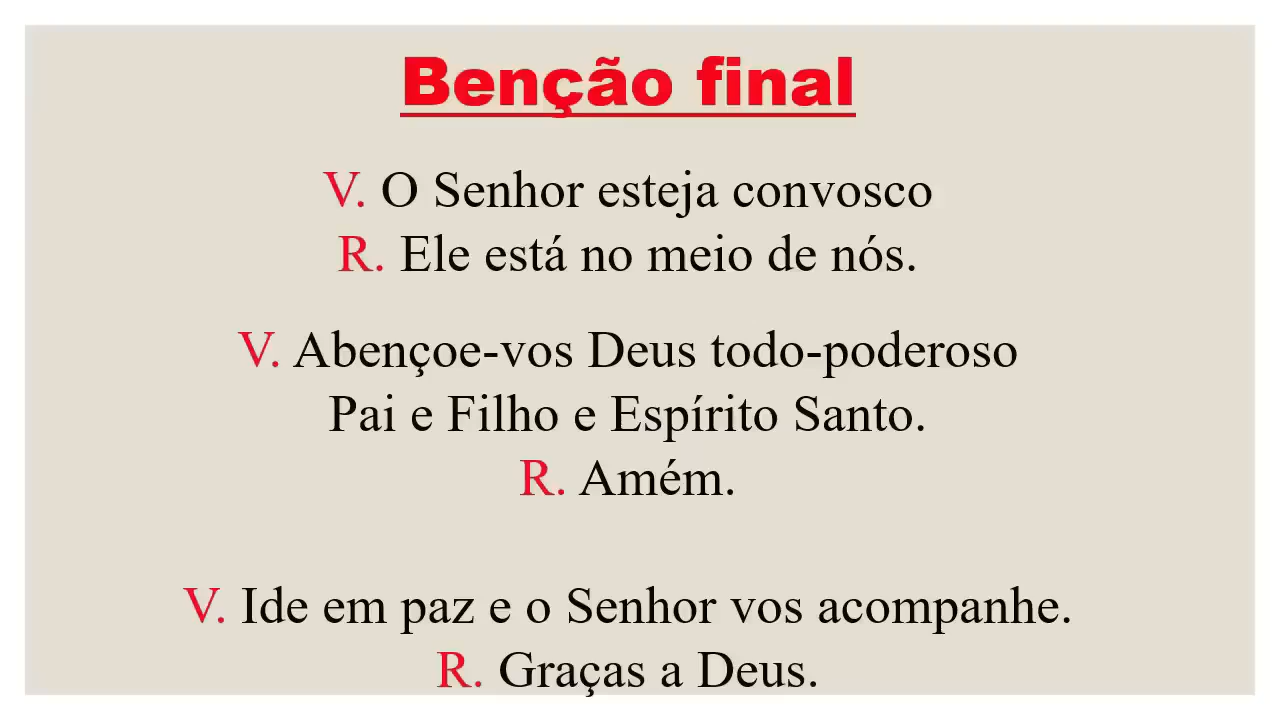 Benção final
V. O Senhor esteja convosco
R. Ele está no meio de nós.
V. Abençoe-vos Deus todo-poderoso
Pai e Filho e Espírito Santo.
R. Amém.
V. Ide em paz e o Senhor vos acompanhe.
R. Graças a Deus.